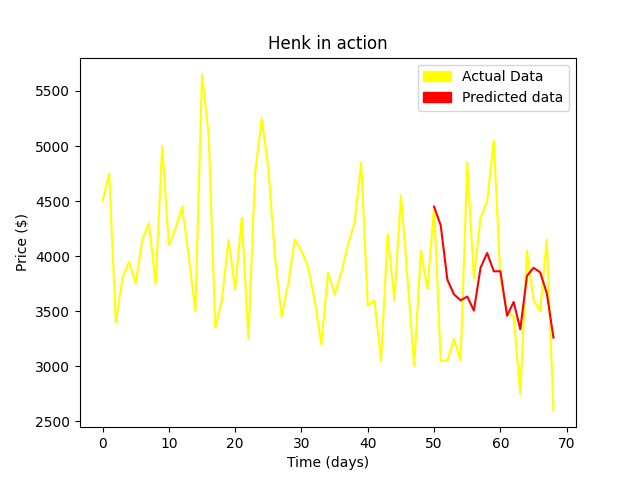 Henk in action
Actual Data
Predicted data
Price ($)
5500
5000
4500
4000
3500
3000
2500
0 10 20 30 40 50 60 70
Time (days)